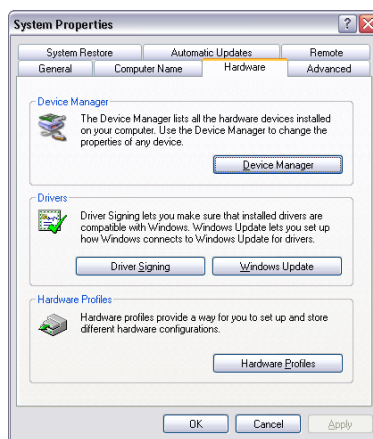 System Properties
System Restore Automatic Updates Remote
General Computer Name Hardware Advanced
Device Manager
The Device Manager lists all the hardware devices installed
on your computer. Use the Device Manager to change the
properties of any device.
Device Manager
Drivers
Driver Signing lets you make sure that installed drivers are
compatible with Windows. Windows Update lets you set up
how Windows connects to Windows Update for drivers.
Driver Signing Windows Update
Hardware Profiles
Hardware profiles provide a way for you to set up and store
different hardware configurations.
Hardware Profiles
OK Cancel Apply